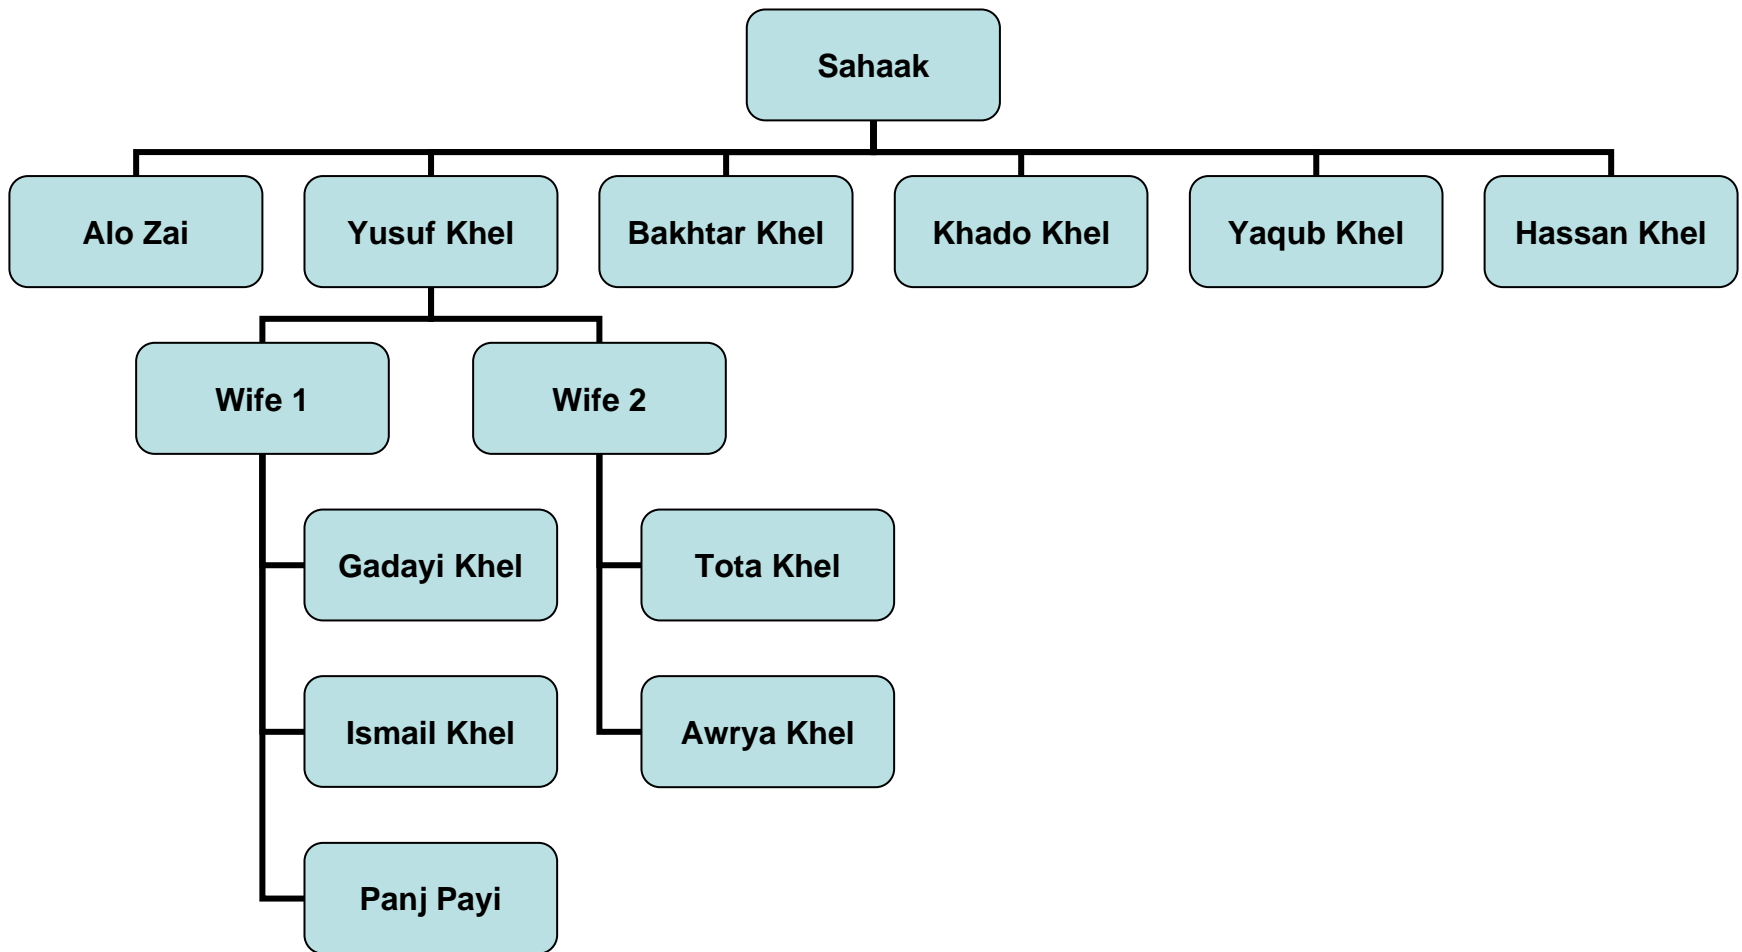 Sahaak
Alo Zai
Yusuf Khel
Bakhtar Khel
Khado Khel
Yaqub Khel
Hassan Khel
Wife 1
Wife 2
Gadayi Khel
Tota Khel
Ismail Khel
Awrya Khel
Panj Payi